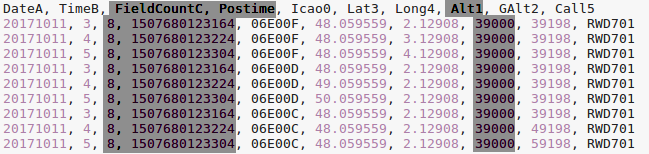 DateA, TimeB, FieldCountC, Postime, Icao0, Lat3, Long4, Alt1, GAlt2, Call5
20171011, 3, 8, 1507680123164, 06E00F, 48.059559, 2.12908, 39000, 39198, RWD701
20171011, 4, 8, 1507680123224, 06E00F, 48.059559, 3.12908, 39000, 39198, RWD701
20171011, 5, 8, 1507680123304, 06E00F, 48.059559, 4.12908, 39000, 39198, RWD701
20171011, 3, 8, 1507680123164, 06E00D, 48.059559, 2.12908, 39000, 39198, RWD701
20171011, 4, 8, 1507680123224, 06E00D, 49.059559, 2.12908, 39000, 39198, RWD701
20171011, 5, 8, 1507680123304, 06E00D, 50.059559, 2.12908, 39000, 39198, RWD701
20171011, 3, 8, 1507680123164, 06E00C, 48.059559, 2.12908, 39000, 39198, RWD701
20171011, 4, 8, 1507680123224, 06E00C, 48.059559, 2.12908, 39000, 49198, RWD701
20171011, 5, 8, 1507680123304, 06E00C, 48.059559, 2.12908, 39000, 59198, RWD701